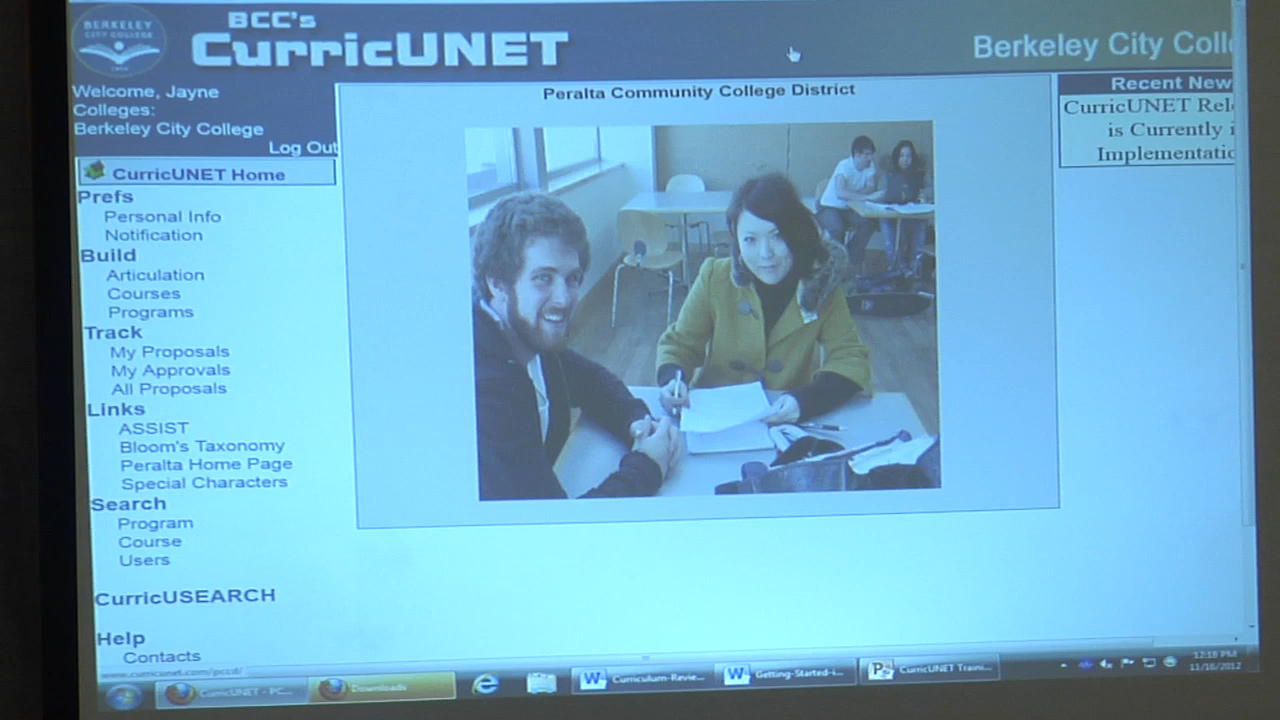 BERKELEY
CITY COLLEGE
BCC's
CurricUNET
Berkeley City Coll
Welcome, Jayne
Colleges:
Berkeley City College
Log Out
CurricUNET Home
Prefs
Personal Info
Notification
Build
Articulation
Courses
Programs
Track
My Proposals
My Approvals
All Proposals
Links
ASSIST
Bloom's Taxonomy
Peralta Home Page
Special Characters
Search
Program
Course
Users
CurricUSEARCH
Help
Contacts
Peralta Community College District
Recent New
CurricUNET Rel
is Currently i
Implementatio
www.curricunet.com/pccd/
CurricUNET - PC...
Downloads
Curriculum-Revie...
Getting-Started-i...
CurricUNET Traini...
12:18 PM
11/16/2012